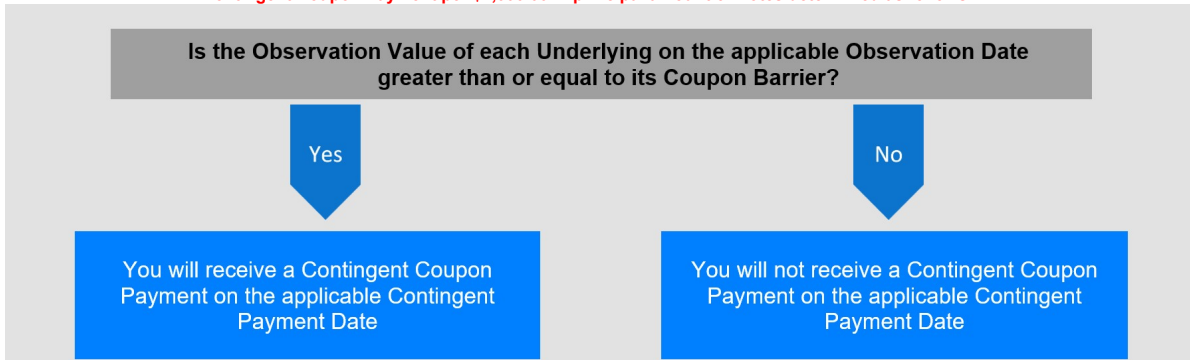 Is the Observation Value of each Underlying on the applicable Observation Date
greater than or equal to its Coupon Barrier?
Yes
No
You will receive a Contingent Coupon
Payment on the applicable Contingent
Payment Date
You will not receive a Contingent Coupon
Payment on the applicable Contingent
Payment Date